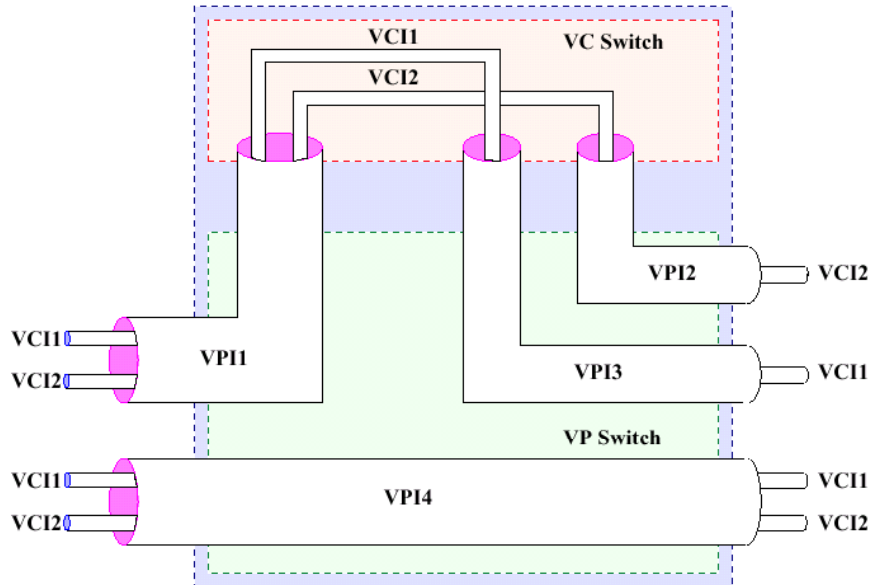 VCI1
VC Switch
VCI2
VPI2
VCI2
VCI1
VPI1
VCI2
VPI3
VCI1
VP Switch
VCI1
VPI4
VCI1
VCI2
VCI2